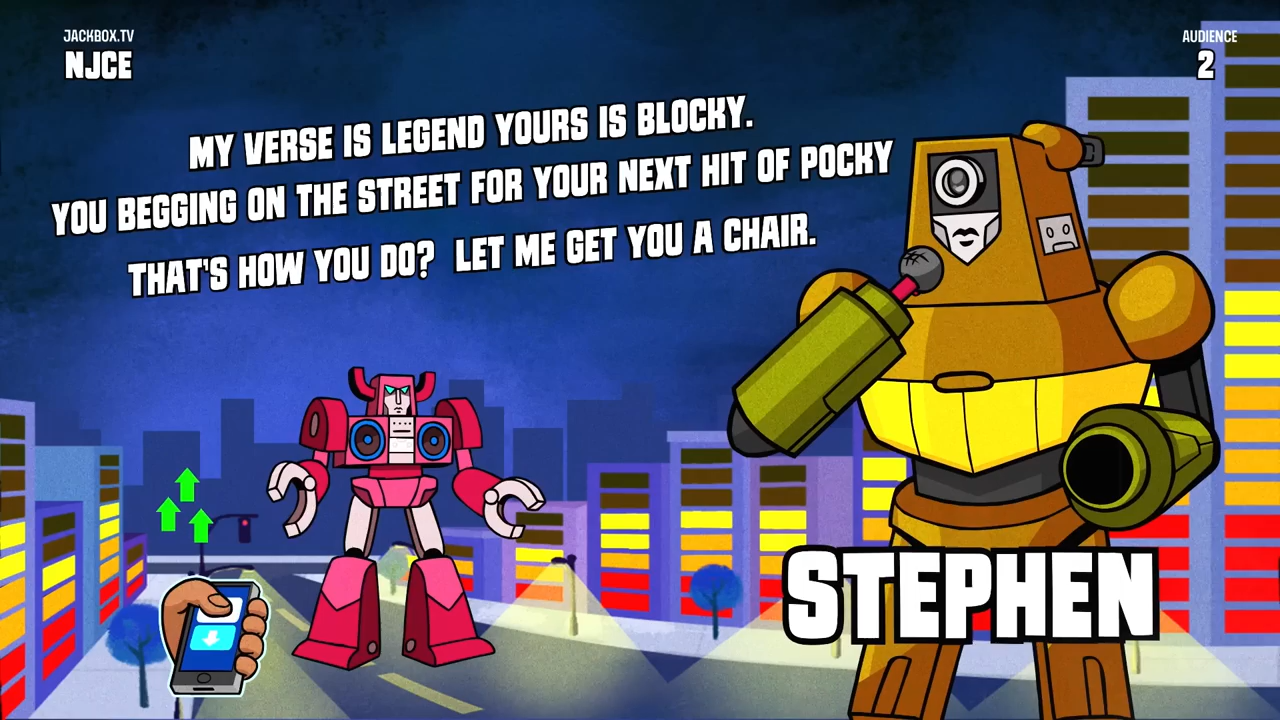 JACKBOX.TV
NJCE
AUDIENCE
2
MY VERSE IS LEGEND YOURS IS BLOCKY.
YOU BEGGING ON THE STREET FOR YOUR NEXT HIT OF POCKY
THAT'S HOW YOU DO? LET ME GET YOU A CHAIR.
STEPHEN